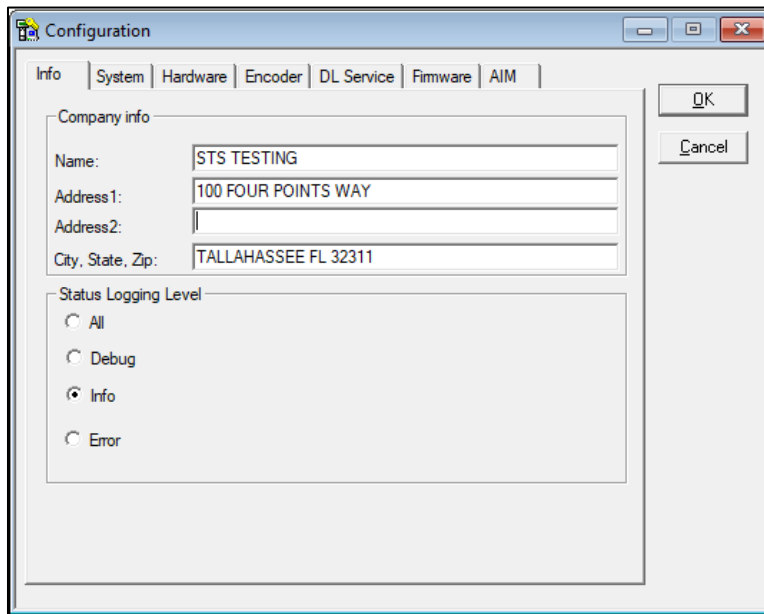 Configuration
Info System Hardware Encoder DL Service Firmware AIM
OK
Cancel
Company info
Name: STS TESTING
Address1: 100 FOUR POINTS WAY
Address2:
City, State, Zip: TALLAHASSEE FL 32311
Status Logging Level
All
Debug
Info
Error